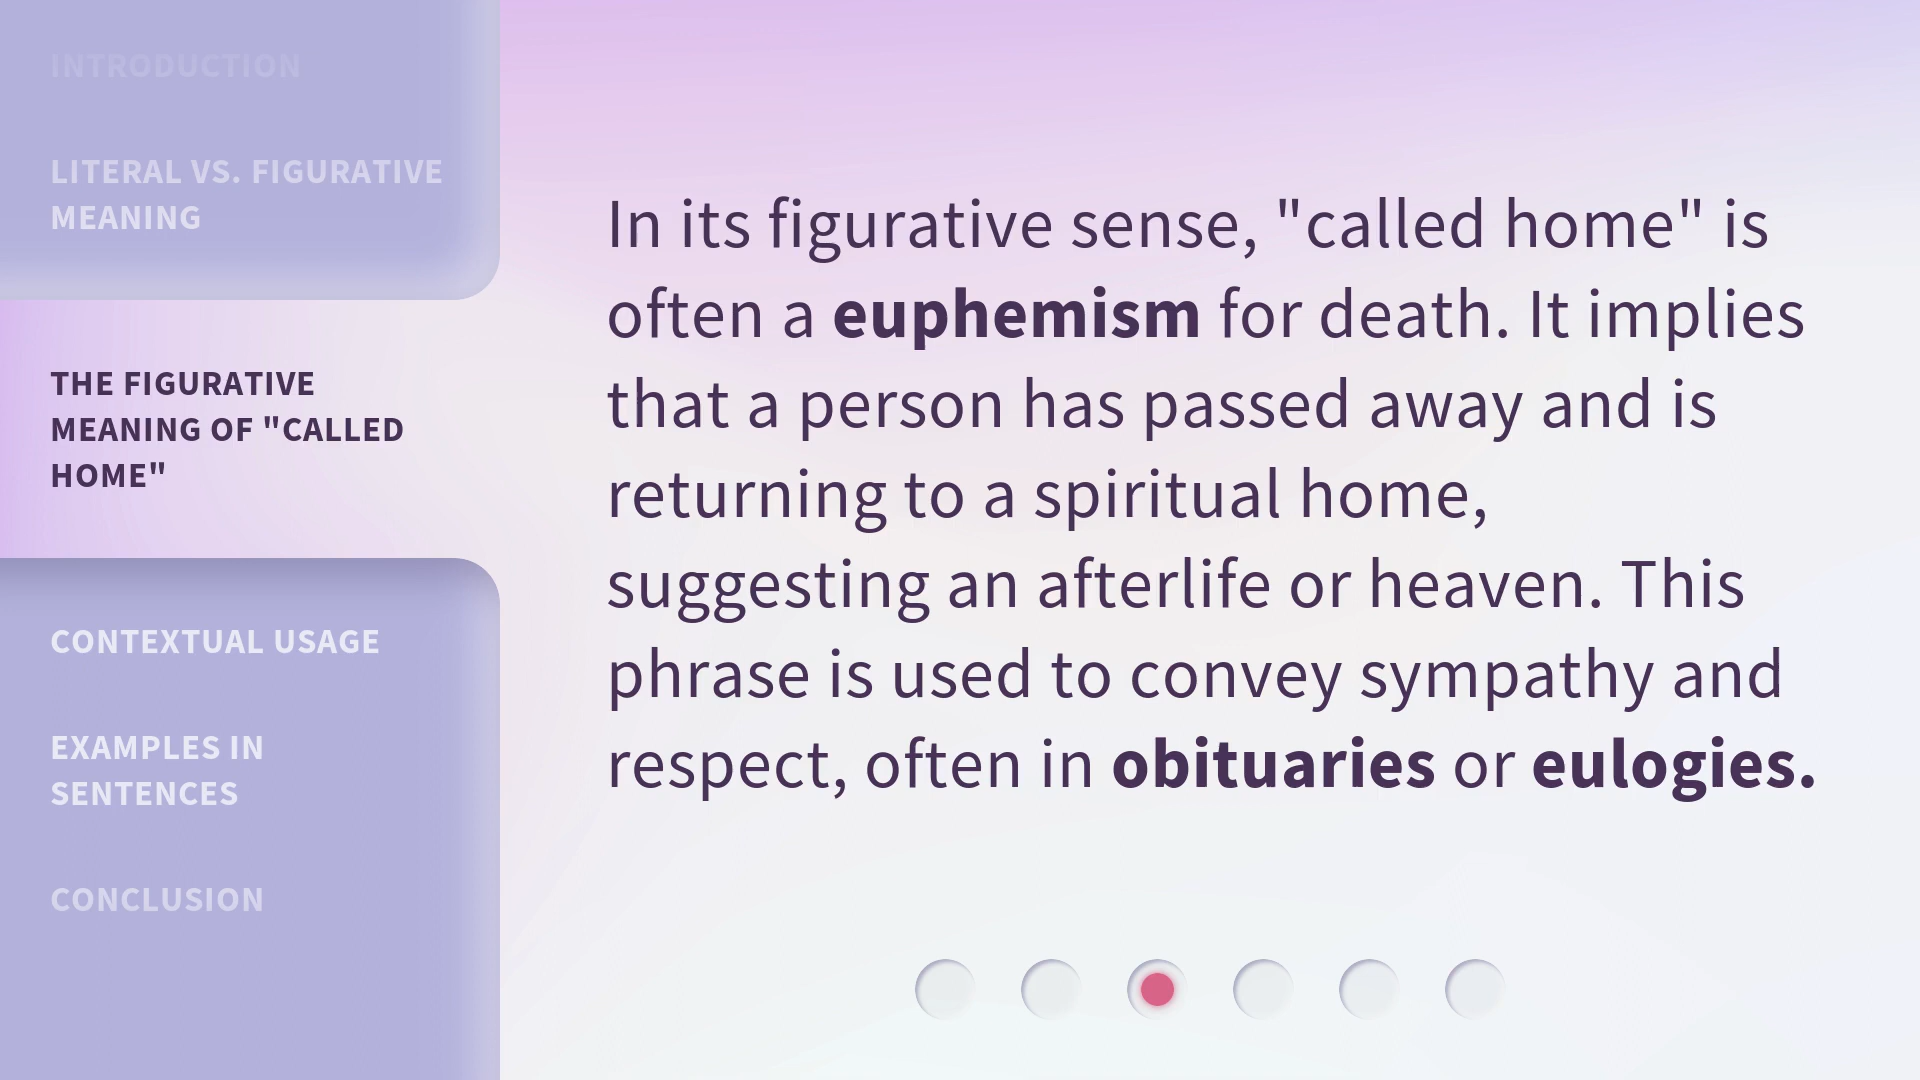 INTRODUCTION
LITERAL VS. FIGURATIVE
MEANING
THE FIGURATIVE
MEANING OF "CALLED
HOME"
CONTEXTUAL USAGE
EXAMPLES IN
SENTENCES
CONCLUSION
In its figurative sense, "called home" is
often a euphemism for death. It implies
that a person has passed away and is
returning to a spiritual home,
suggesting an afterlife or heaven. This
phrase is used to convey sympathy and
respect, often in obituaries or eulogies.